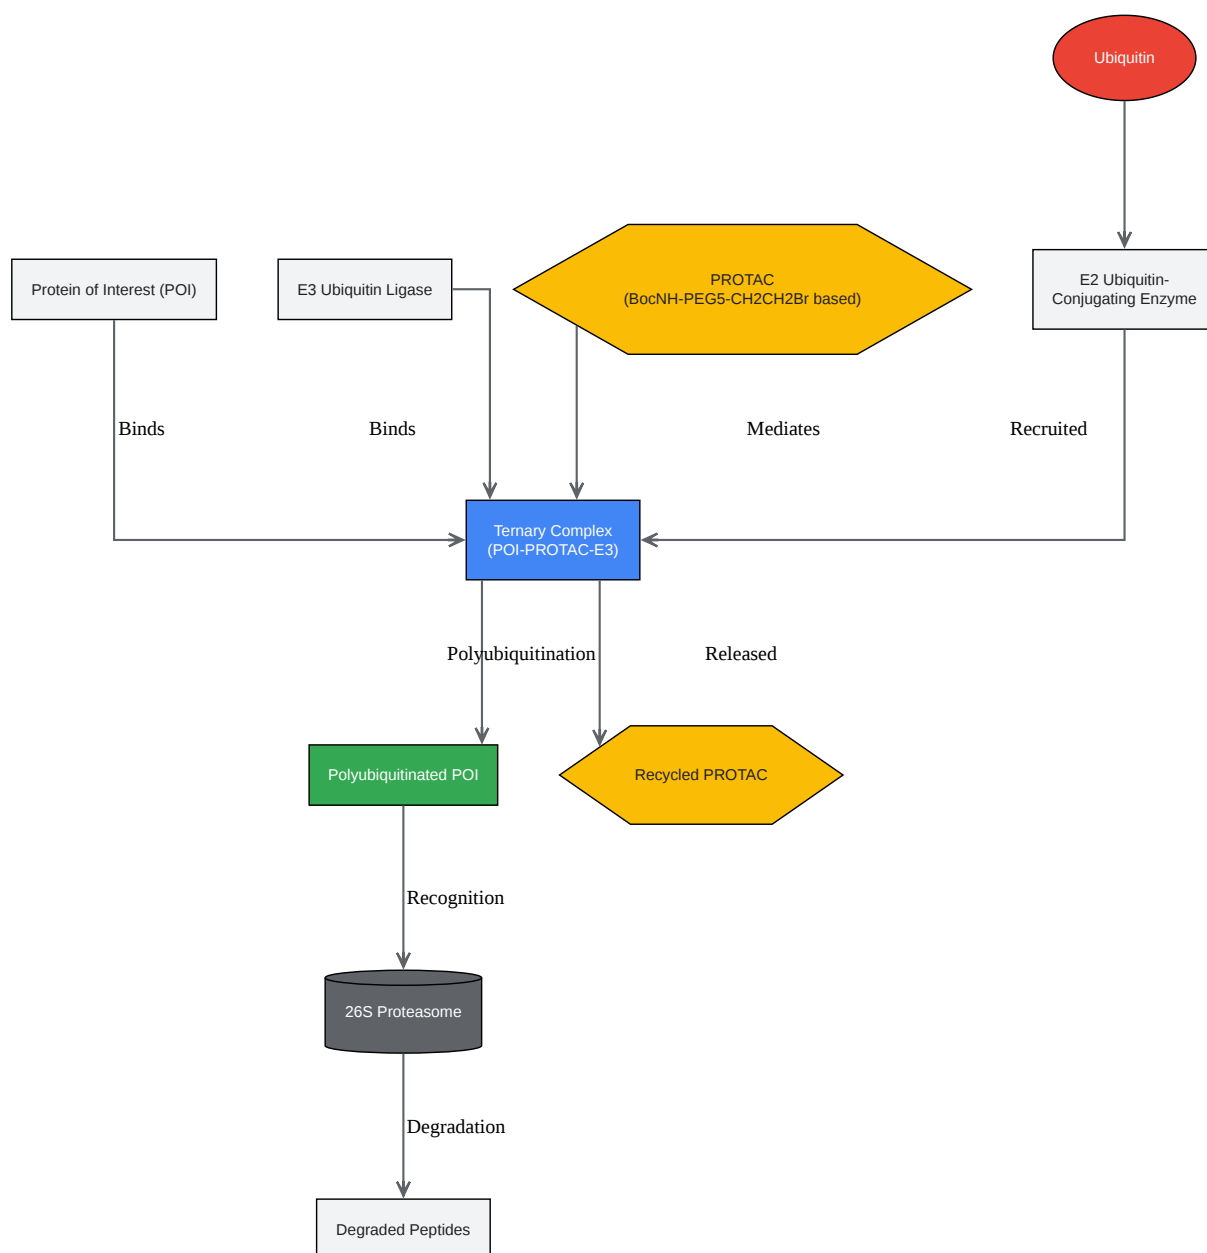 Ubiquitin
Protein of Interest (POI)
E3 Ubiquitin Ligase
PROTAC
(BocNH-PEG5-CH2CH2Br based)
E2 Ubiquitin-
Conjugating Enzyme
Binds
Binds
Mediates
Recruited
Ternary Complex
(POI-PROTAC-E3)
Polyubiquitination
Released
Polyubiquitinated POI
Recycled PROTAC
Recognition
26S Proteasome
Degradation
Degraded Peptides